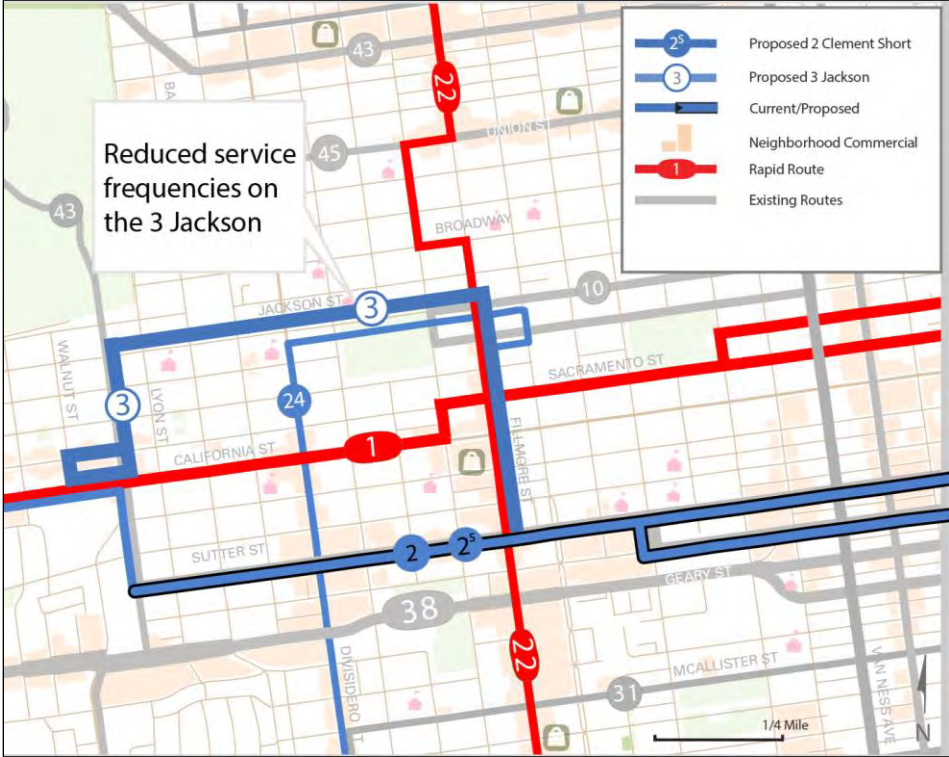 43
22
2S
Proposed 2 Clement Short
3
Proposed 3 Jackson
Current/Proposed
Neighborhood Commercial
1
Rapid Route
Existing Routes
UNION ST
45
Reduced service
frequencies on
the 3 Jackson
43
BROADWAY
10
JACKSON ST
3
SACRAMENTO ST
WALNUT ST
3
LYON ST
24
CALIFORNIA ST
1
FILLMORE ST
SUTTER ST
2
2S
GEARY ST
38
22
DIVISIDERO
MCALLISTER ST
31
VAN NESS AVE
1/4 Mile
N